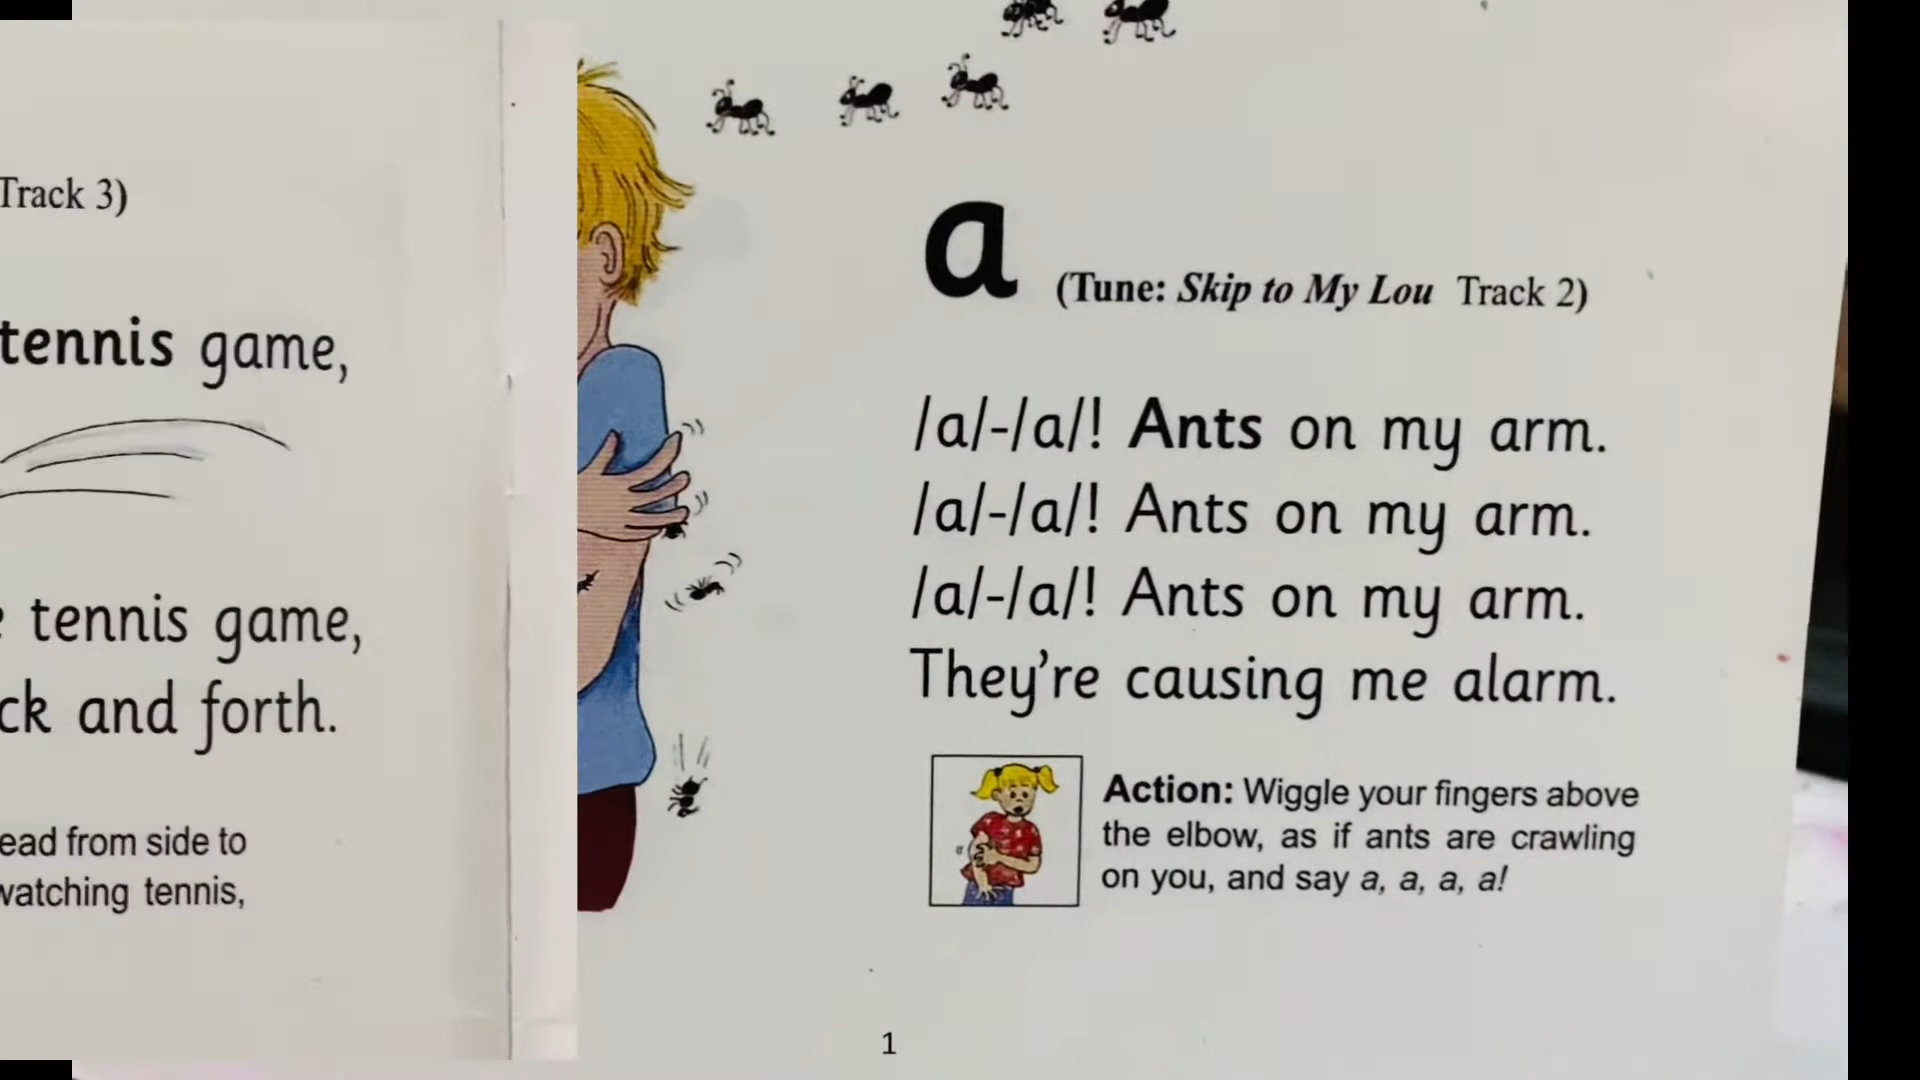 Track 3)
tennis game,
tennis game,
ck and forth.
ead from side to
watching tennis,
a (Tune: Skip to My Lou Track 2)
/a/-/a/! Ants on my arm.
/a/-/a/! Ants on my arm.
/a/-/a/! Ants on my arm.
They're causing me alarm.
Action: Wiggle your fingers above
the elbow, as if ants are crawling
on you, and say a, a, a, a!
1